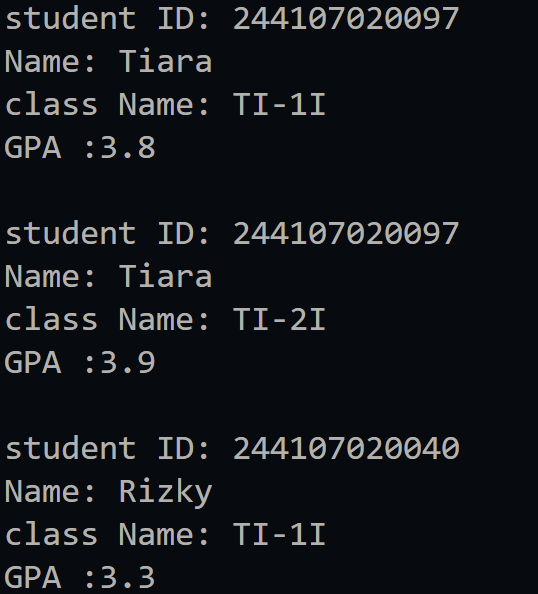 student ID: 244107020097
Name: Tiara
class Name: TI-1I
GPA :3.8
student ID: 244107020097
Name: Tiara
class Name: TI-2I
GPA :3.9
student ID: 244107020040
Name: Rizky
class Name: TI-1I
GPA :3.3